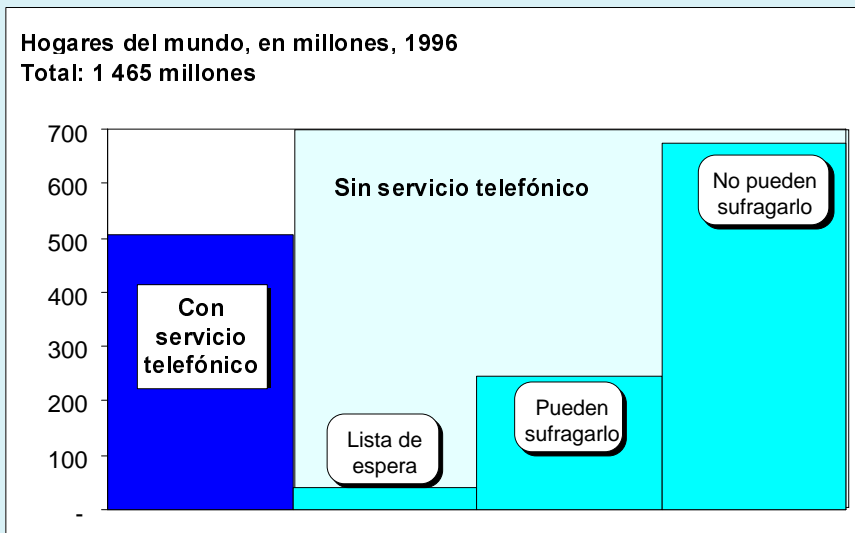 Hogares del mundo, en millones, 1996
Total: 1 465 millones
700
600
500
400
300
200
100
-
Con
servicio
telefónico
Sin servicio telefónico
Lista de
espera
Pueden
sufragarlo
No pueden
sufragarlo